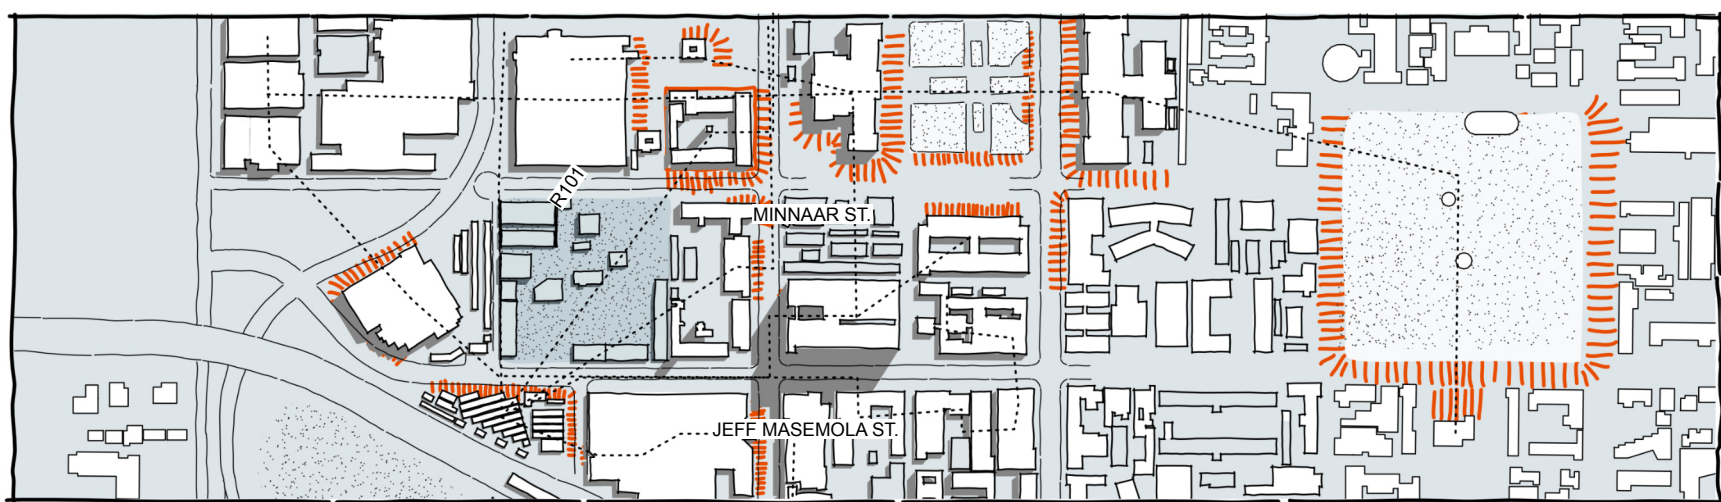 R101
MINNAAR ST.
JEFF MASEMOLA ST.